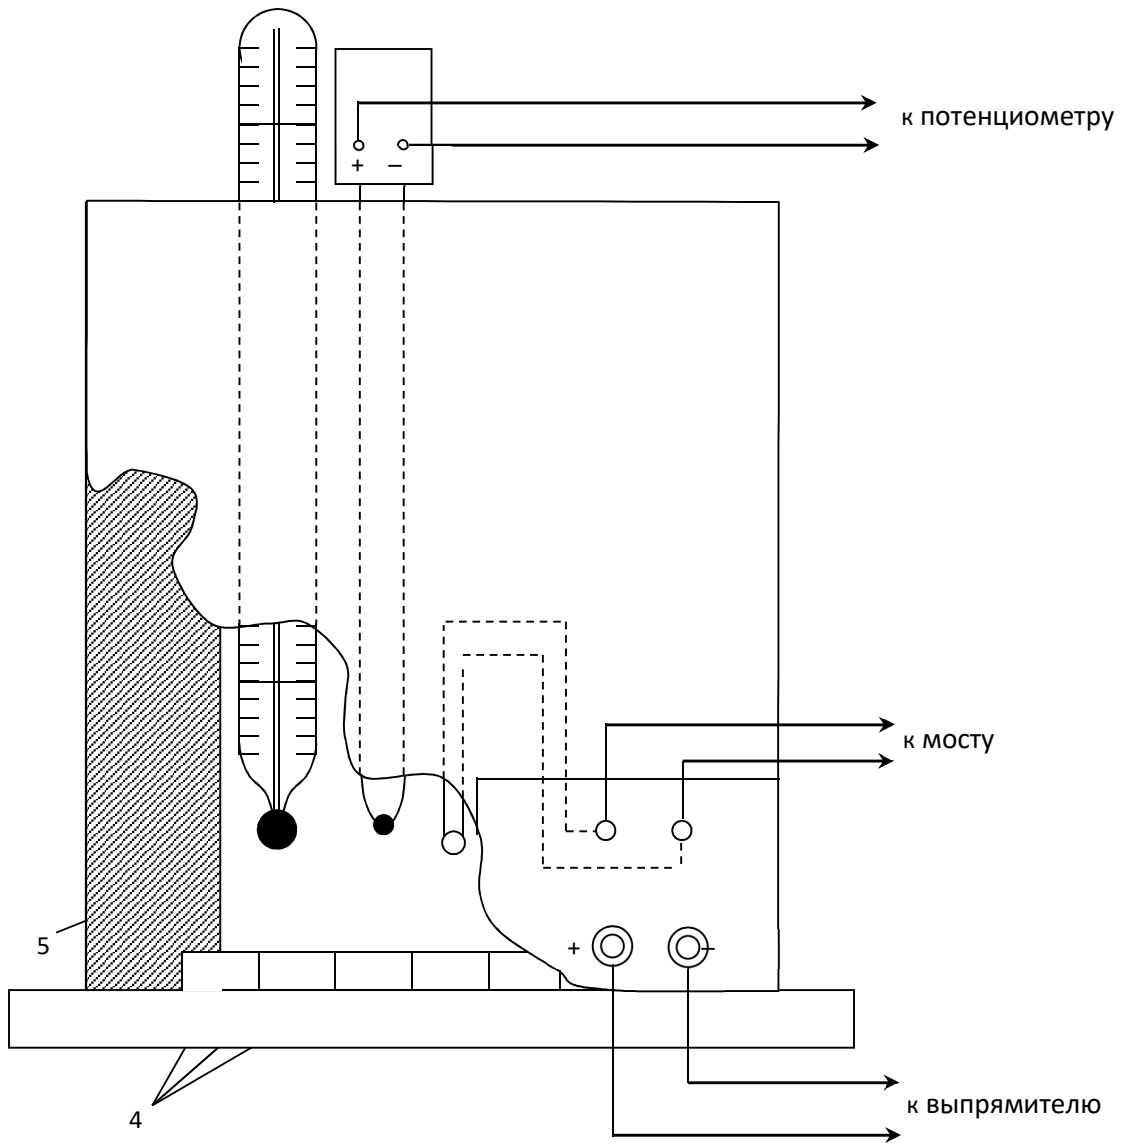 к потенциометру
+ –
к мосту
5
+ –
4
к выпрямителю